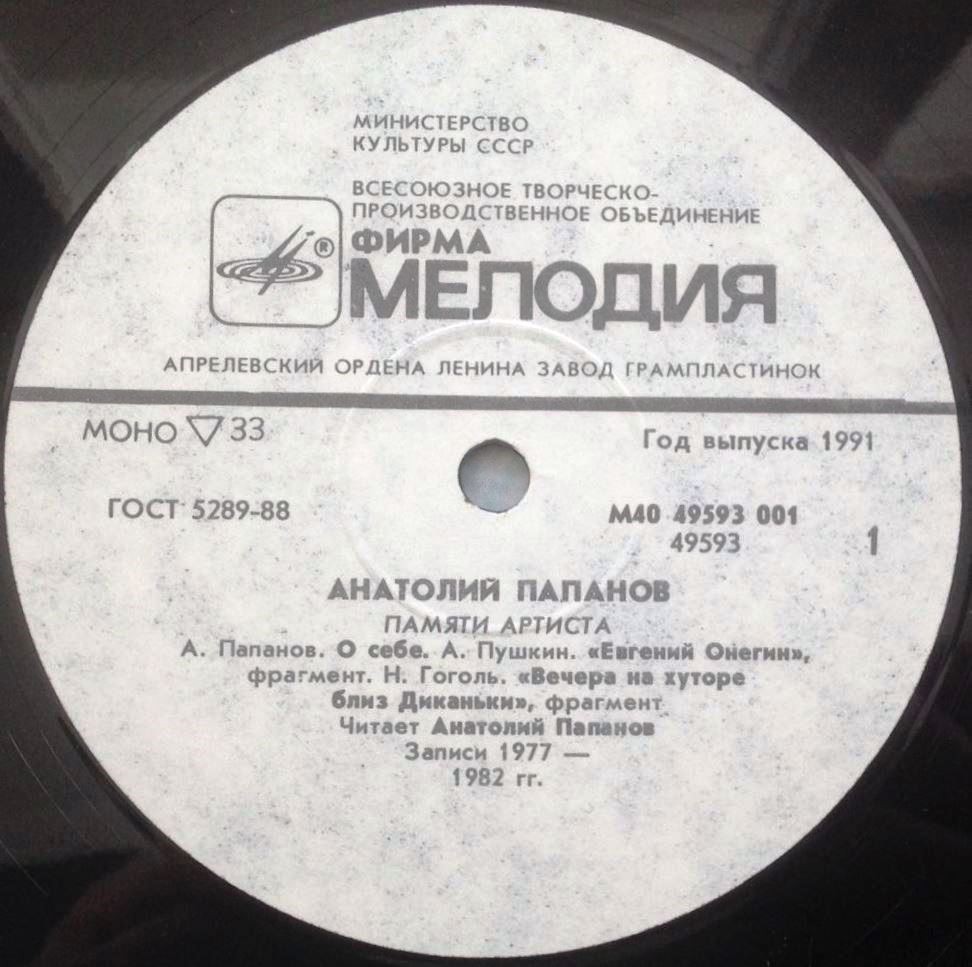 МИНИСТЕРСТВО
КУЛЬТУРЫ СССР
ВСЕСОЮЗНОЕ ТВОРЧЕСКО-
ПРОИЗВОДСТВЕННОЕ ОБЪЕДИНЕНИЕ
ФИРМА
®
МЕЛОДИЯ
АПРЕЛЕВСКИЙ ОРДЕНА ЛЕНИНА ЗАВОД ГРАМПЛАСТИНОК
МОНО ▽ 33
Год выпуска 1991
ГОСТ 5289-88
М40 49593 001
49593
1
АНАТОЛИЙ ПАПАНОВ
ПАМЯТИ АРТИСТА
А. Папанов. О себе. А. Пушкин. «Евгений Онегин»,
фрагмент. Н. Гоголь. «Вечера на хуторе
близ Диканьки», фрагмент
Читает Анатолий Папанов
Записи 1977 —
1982 гг.